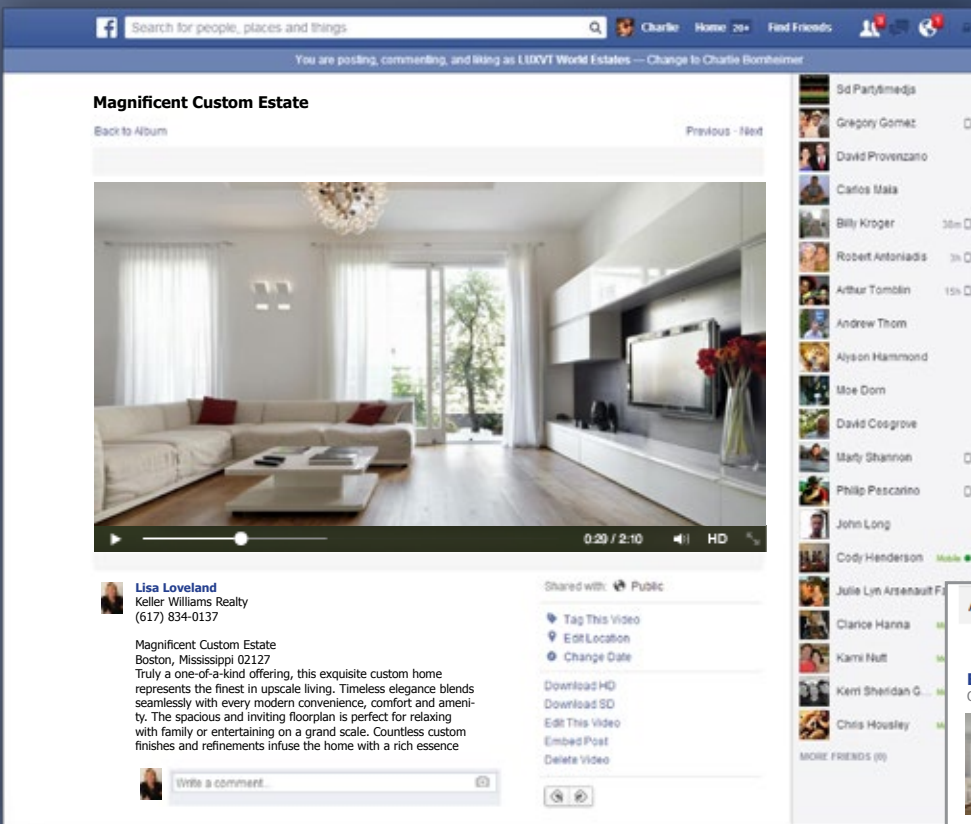 f Search for people, places and things Charlie Home 20+ Find Friends
You are posting, commenting, and liking as LUXVT World Estates — Change to Charlie Bornheimer
Magnificent Custom Estate
Back to Album Previous · Next
0:29 / 2:10 HD
Lisa Loveland
Keller Williams Realty
(617) 834-0137
Magnificent Custom Estate
Boston, Mississippi 02127
Truly a one-of-a-kind offering, this exquisite custom home
represents the finest in upscale living. Timeless elegance blends
seamlessly with every modern convenience, comfort and ameni-
ty. The spacious and inviting floorplan is perfect for relaxing
with family or entertaining on a grand scale. Countless custom
finishes and refinements infuse the home with a rich essence
Write a comment...
Shared with: Public
Tag This Video
Edit Location
Change Date
Download HD
Download SD
Edit This Video
Embed Post
Delete Video
Sd Partytimedjs
Gregory Gomez
David Provenzano
Carlos Mala
Billy Kroger 38m
Robert Antoniadis 3h
Arthur Tomblin 15h
Andrew Thom
Alyson Hammond
Moe Dorn
David Cosgrove
Marty Shannon
Philip Pescarino
John Long
Cody Henderson Mobile
Julie Lyn Arsenault
Clarice Hanna
Kami Nutt
Kerri Sheridan G...
Chris Housley
MORE FRIENDS (0)